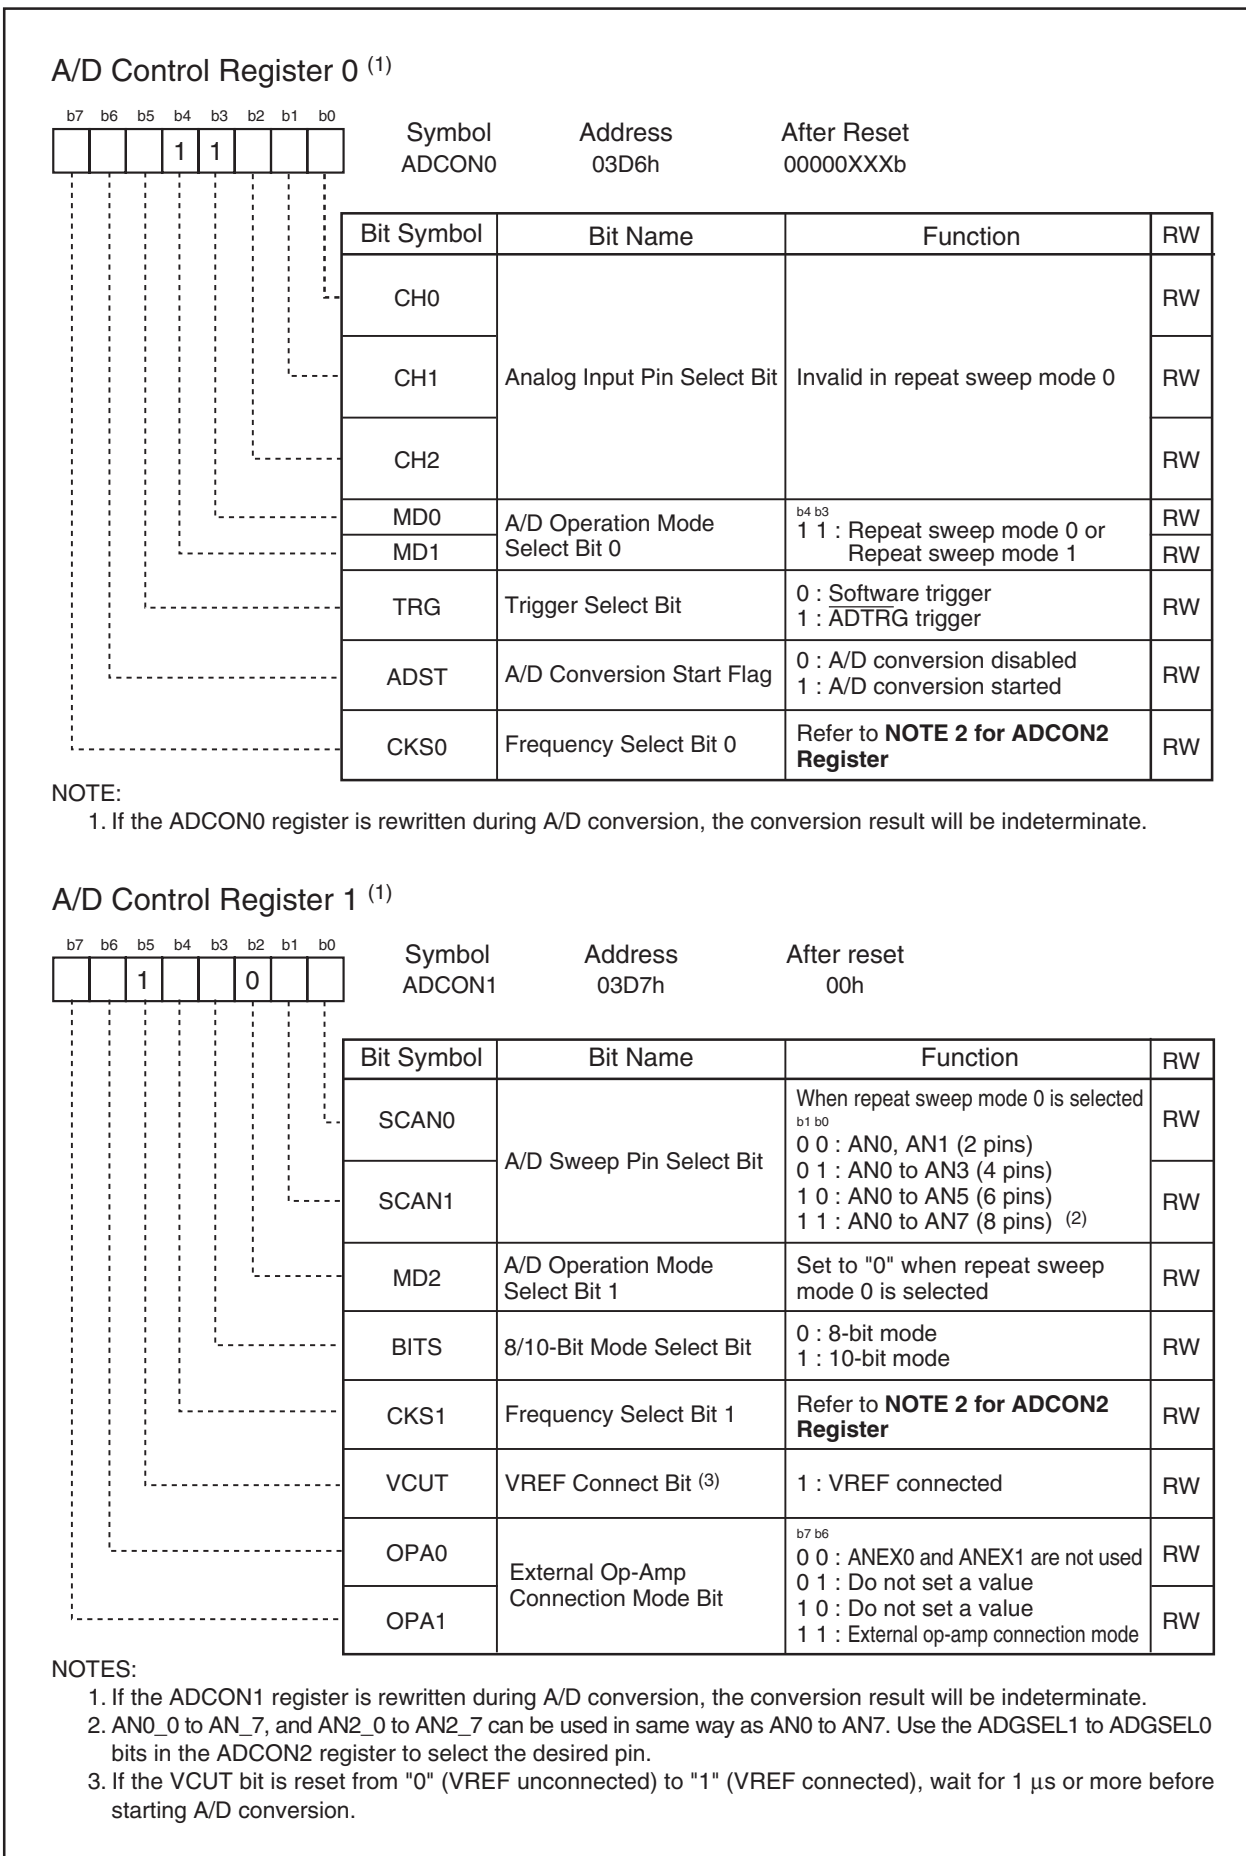 A/D Control Register 0 (1)
b7 b6 b5 b4 b3 b2 b1 b0
1 1
Symbol Address After Reset
ADCON0 03D6h 00000XXXb
Bit Symbol Bit Name Function RW
CH0 RW
CH1 Analog Input Pin Select Bit Invalid in repeat sweep mode 0 RW
CH2 RW
MD0 A/D Operation Mode b4 b3 RW
MD1 Select Bit 0 1 1 : Repeat sweep mode 0 or
Repeat sweep mode 1 RW
TRG Trigger Select Bit 0 : Software trigger RW
1 : ADTRG trigger
ADST A/D Conversion Start Flag 0 : A/D conversion disabled RW
1 : A/D conversion started
CKS0 Frequency Select Bit 0 Refer to NOTE 2 for ADCON2 RW
Register
NOTE:
1. If the ADCON0 register is rewritten during A/D conversion, the conversion result will be indeterminate.
A/D Control Register 1 (1)
b7 b6 b5 b4 b3 b2 b1 b0
1 0
Symbol Address After reset
ADCON1 03D7h 00h
Bit Symbol Bit Name Function RW
SCAN0 When repeat sweep mode 0 is selected RW
b1 b0
A/D Sweep Pin Select Bit 0 0 : AN0, AN1 (2 pins)
0 1 : AN0 to AN3 (4 pins)
SCAN1 1 0 : AN0 to AN5 (6 pins) RW
1 1 : AN0 to AN7 (8 pins) (2)
MD2 A/D Operation Mode Set to "0" when repeat sweep RW
Select Bit 1 mode 0 is selected
BITS 8/10-Bit Mode Select Bit 0 : 8-bit mode RW
1 : 10-bit mode
CKS1 Frequency Select Bit 1 Refer to NOTE 2 for ADCON2 RW
Register
VCUT VREF Connect Bit (3) 1 : VREF connected RW
b7 b6
OPA0 0 0 : ANEX0 and ANEX1 are not used RW
External Op-Amp 0 1 : Do not set a value
Connection Mode Bit 1 0 : Do not set a value
OPA1 1 1 : External op-amp connection mode RW
NOTES:
1. If the ADCON1 register is rewritten during A/D conversion, the conversion result will be indeterminate.
2. AN0_0 to AN_7, and AN2_0 to AN2_7 can be used in same way as AN0 to AN7. Use the ADGSEL1 to ADGSEL0
bits in the ADCON2 register to select the desired pin.
3. If the VCUT bit is reset from "0" (VREF unconnected) to "1" (VREF connected), wait for 1 μs or more before
starting A/D conversion.